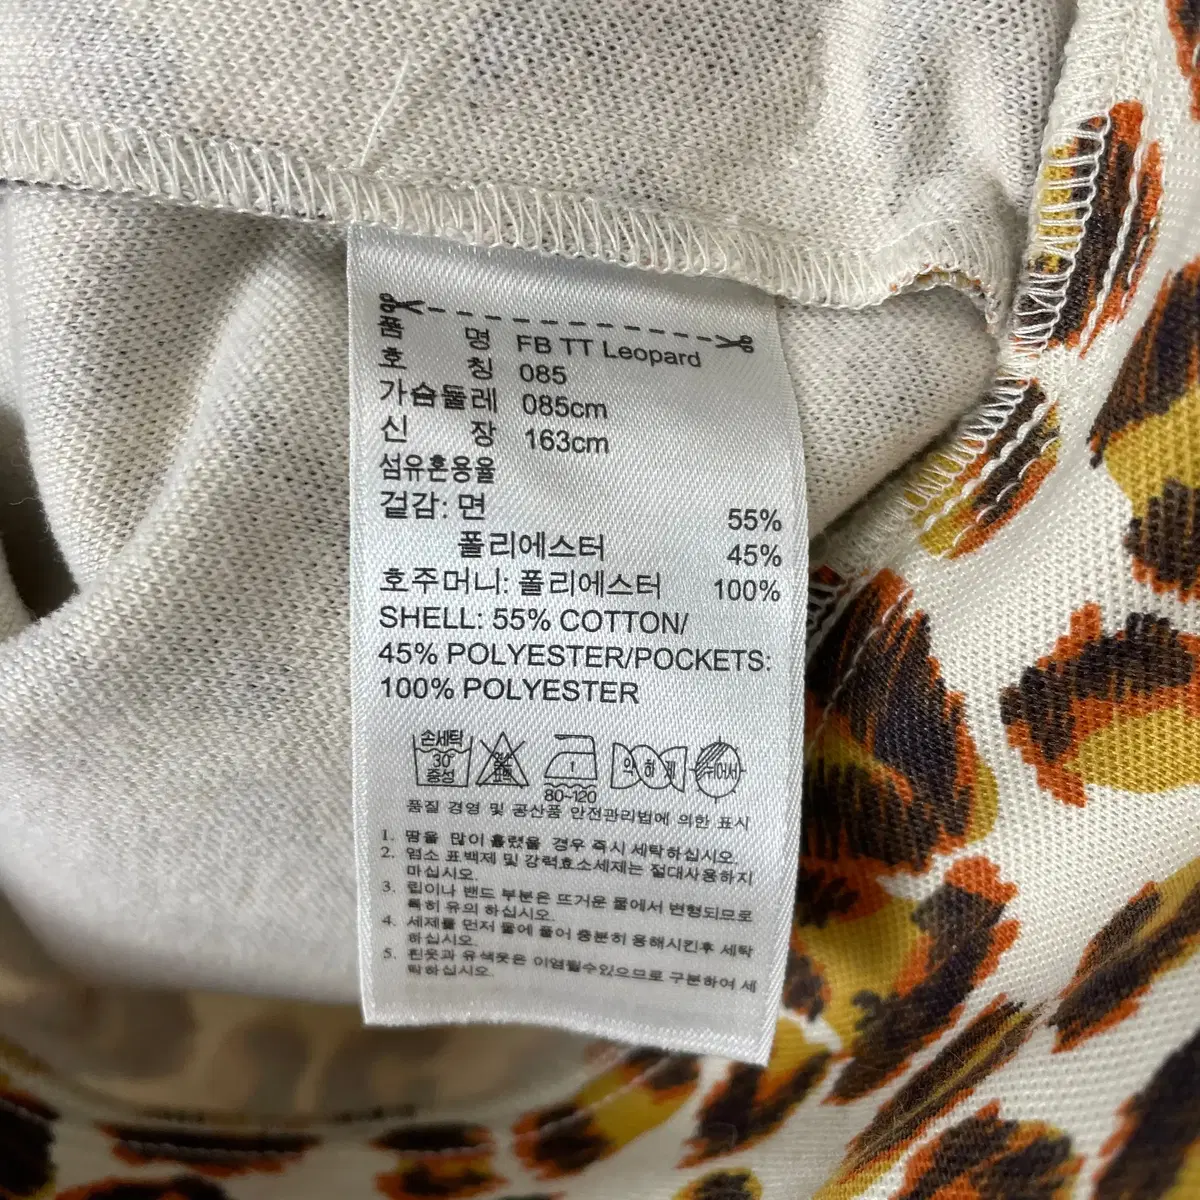 품 명 FB TT Leopard
호 칭 085
가슴둘레 085cm
신 장 163cm
섬유혼용율
겉감: 면 55%
폴리에스터 45%
호주머니: 폴리에스터 100%
SHELL: 55% COTTON/
45% POLYESTER/POCKETS:
100% POLYESTER
손세탁 30 중성 염소 표백 1 80~120 약하게 뉘어서
품질 경영 및 공산품 안전관리법에 의한 표시
1. 땀을 많이 흘렸을 경우 즉시 세탁하십시오.
2. 염소 표백제 및 강력효소세제는 절대사용하지
마십시오.
3. 립이나 밴드 부분은 뜨거운 물에서 변형되므로
특히 유의 하십시오.
4. 세제를 먼저 물에 풀어 충분히 용해시킨후 세탁
하십시오.
5. 흰옷과 유색옷은 이염될수있으므로 구분하여 세
탁하십시오.